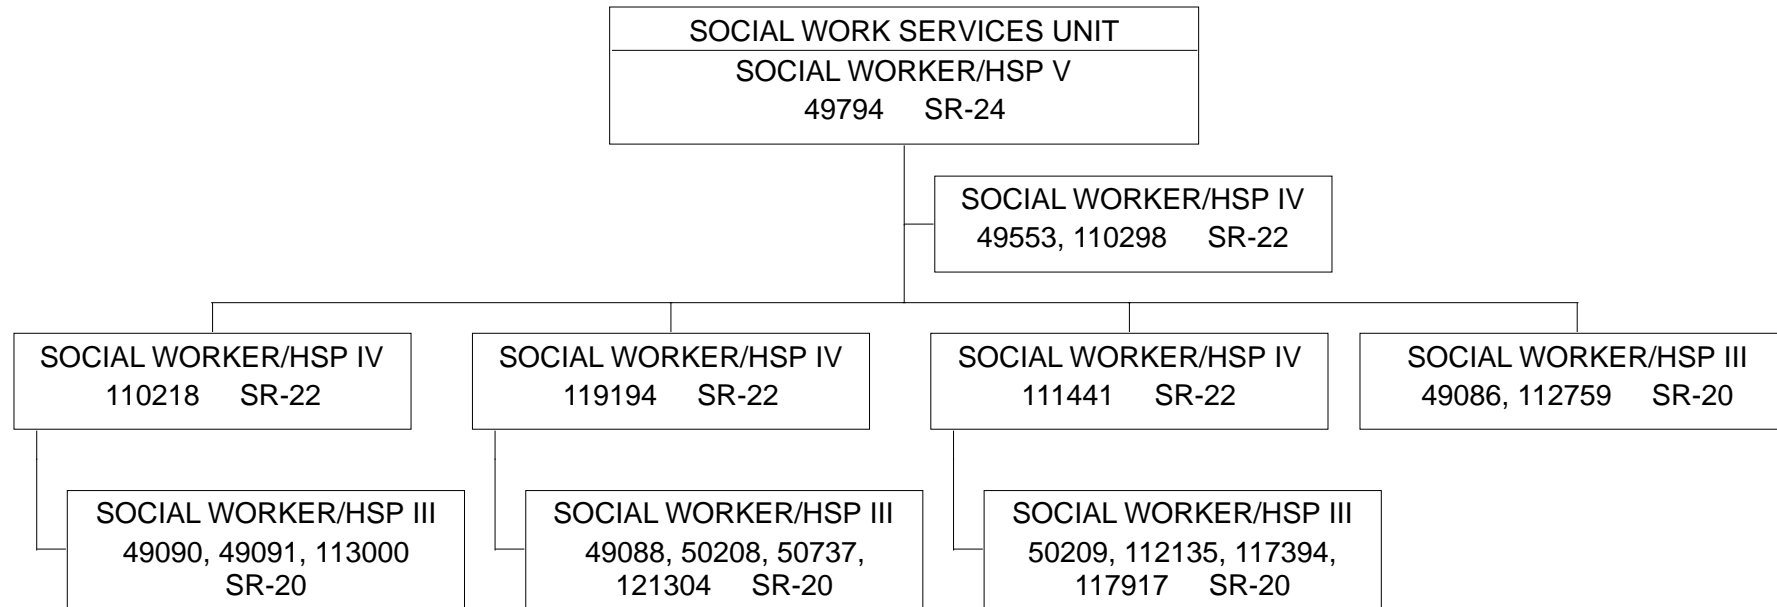 SOCIAL WORK SERVICES UNIT
SOCIAL WORKER/HSP V
49794 SR-24
SOCIAL WORKER/HSP IV
49553, 110298 SR-22
SOCIAL WORKER/HSP IV
110218 SR-22
SOCIAL WORKER/HSP IV
119194 SR-22
SOCIAL WORKER/HSP IV
111441 SR-22
SOCIAL WORKER/HSP III
49086, 112759 SR-20
SOCIAL WORKER/HSP III
49090, 49091, 113000
SR-20
SOCIAL WORKER/HSP III
49088, 50208, 50737,
121304 SR-20
SOCIAL WORKER/HSP III
50209, 112135, 117394,
117917 SR-20